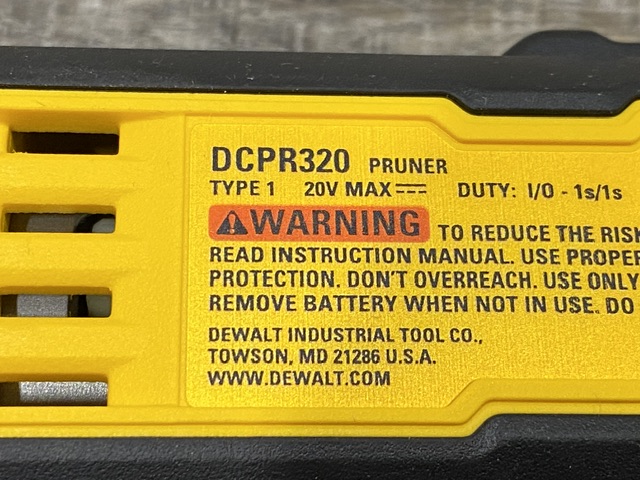 DCPR320 PRUNER
TYPE 1 20V MAX⎓ DUTY: I/O - 1s/1s
⚠WARNING TO REDUCE THE RISK
READ INSTRUCTION MANUAL. USE PROPER
PROTECTION. DON'T OVERREACH. USE ONLY
REMOVE BATTERY WHEN NOT IN USE. DO
DEWALT INDUSTRIAL TOOL CO.,
TOWSON, MD 21286 U.S.A.
WWW.DEWALT.COM